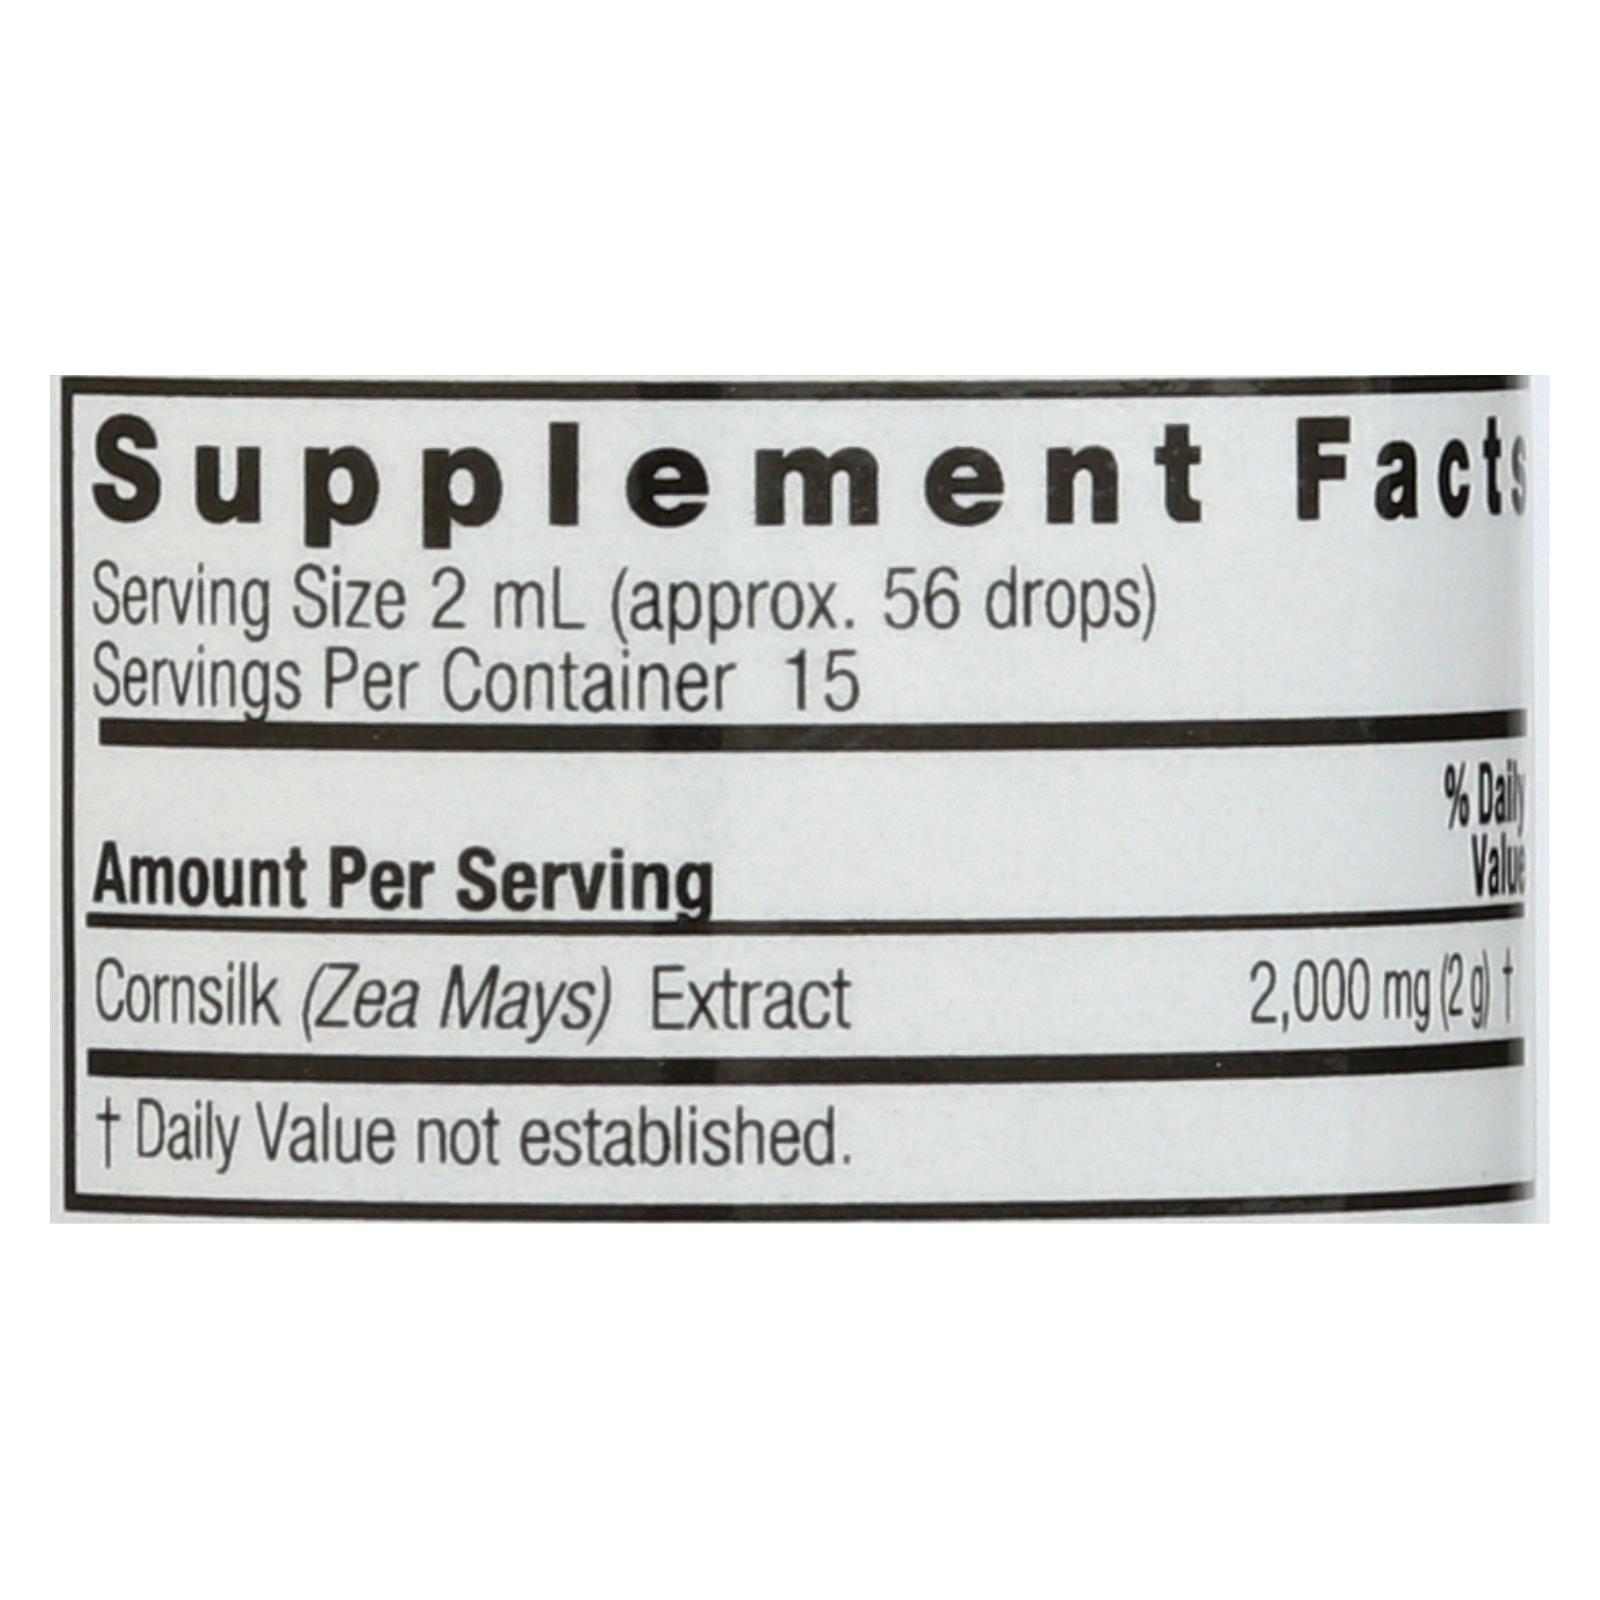 Supplement Facts
Serving Size 2 mL (approx. 56 drops)
Servings Per Container 15
% Daily
Value
Amount Per Serving
Cornsilk (Zea Mays) Extract 2,000 mg (2 g) †
† Daily Value not established.